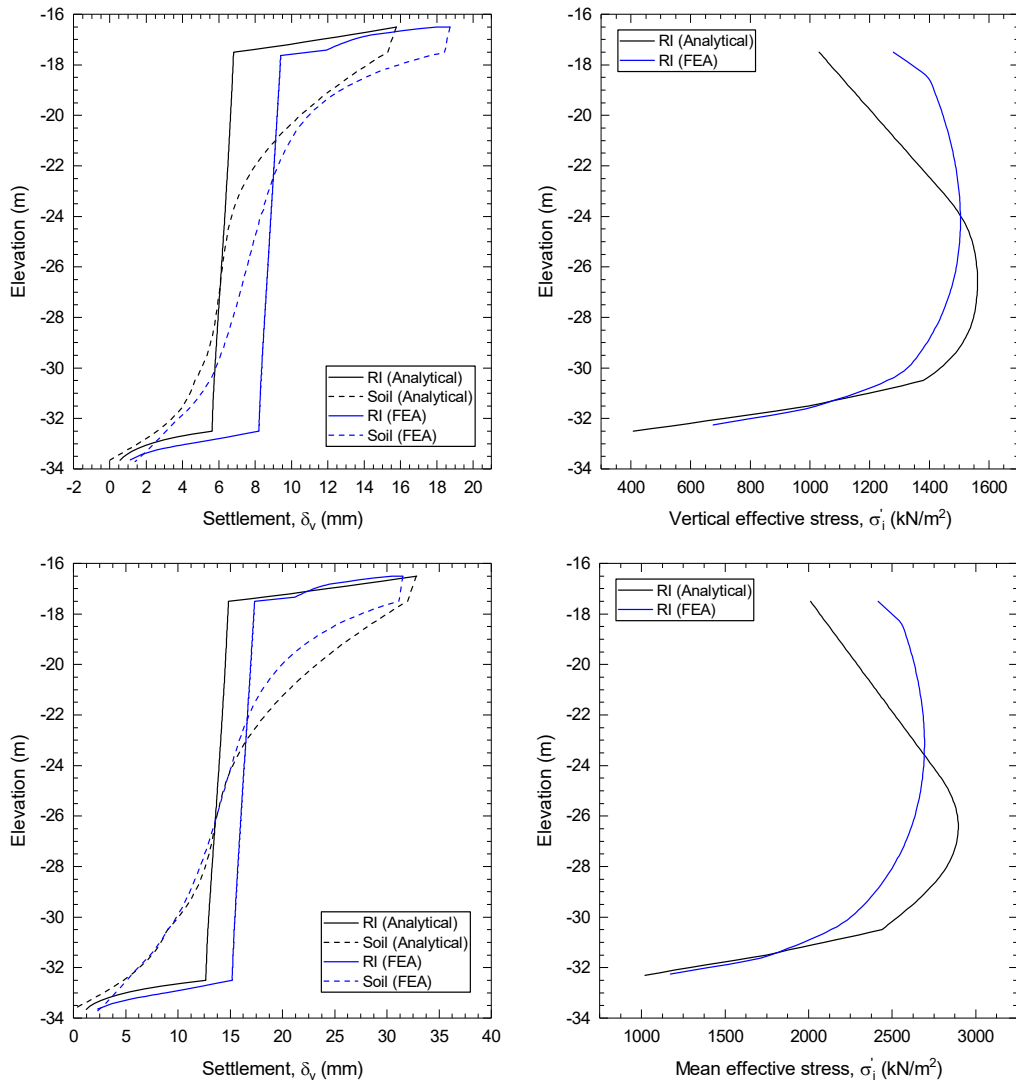 -16
-18
-20
-22
-24
-26
-28
-30
-32
-34
Elevation (m)
RI (Analytical)
Soil (Analytical)
RI (FEA)
Soil (FEA)
-2 0 2 4 6 8 10 12 14 16 18 20
Settlement, δv (mm)
-16
-18
-20
-22
-24
-26
-28
-30
-32
-34
Elevation (m)
RI (Analytical)
RI (FEA)
400 600 800 1000 1200 1400 1600
Vertical effective stress, σ'i (kN/m²)
-16
-18
-20
-22
-24
-26
-28
-30
-32
-34
Elevation (m)
RI (Analytical)
Soil (Analytical)
RI (FEA)
Soil (FEA)
0 5 10 15 20 25 30 35 40
Settlement, δv (mm)
-16
-18
-20
-22
-24
-26
-28
-30
-32
-34
Elevation (m)
RI (Analytical)
RI (FEA)
1000 1500 2000 2500 3000
Mean effective stress, σ'i (kN/m²)